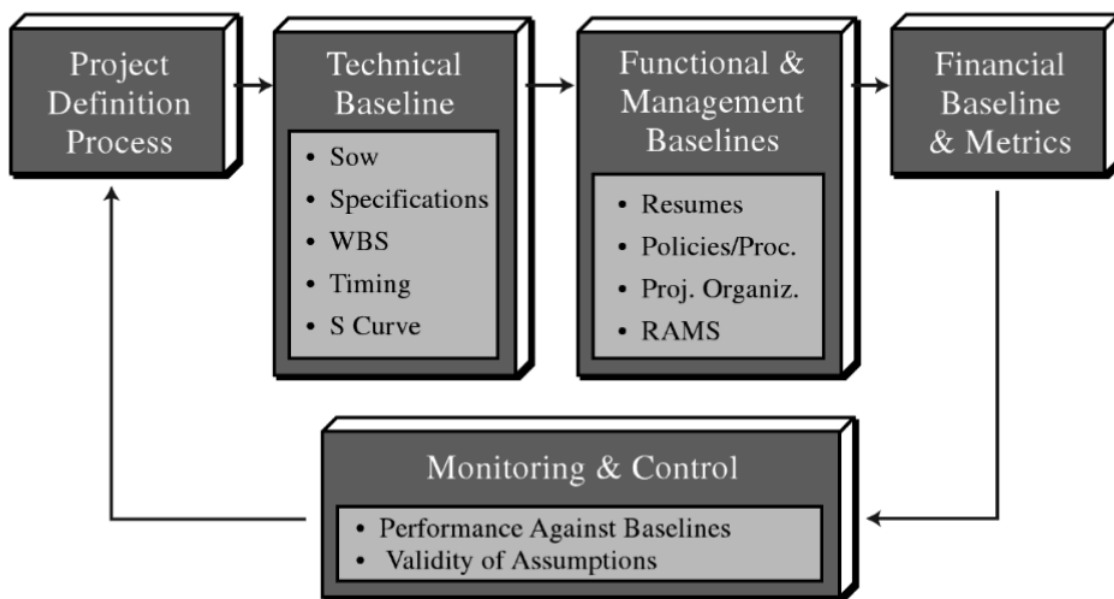 Project
Definition
Process
Technical
Baseline
• Sow
• Specifications
• WBS
• Timing
• S Curve
Functional &
Management
Baselines
• Resumes
• Policies/Proc.
• Proj. Organiz.
• RAMS
Financial
Baseline
& Metrics
Monitoring & Control
• Performance Against Baselines
• Validity of Assumptions